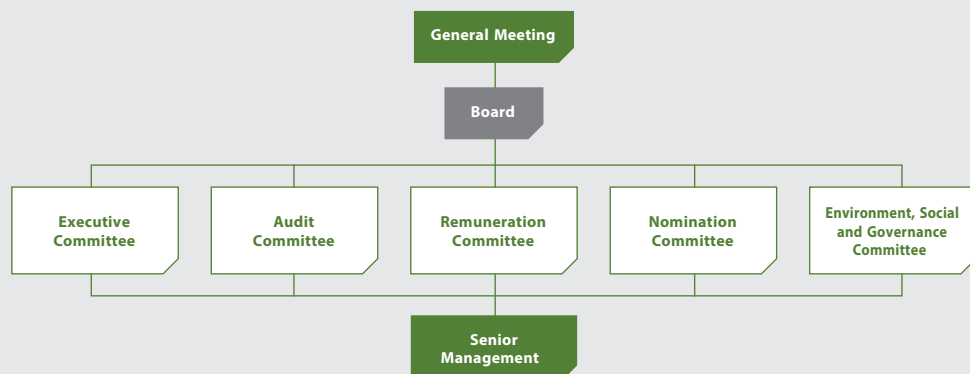 General Meeting
Board
Executive
Committee
Audit
Committee
Remuneration
Committee
Nomination
Committee
Environment, Social
and Governance
Committee
Senior
Management